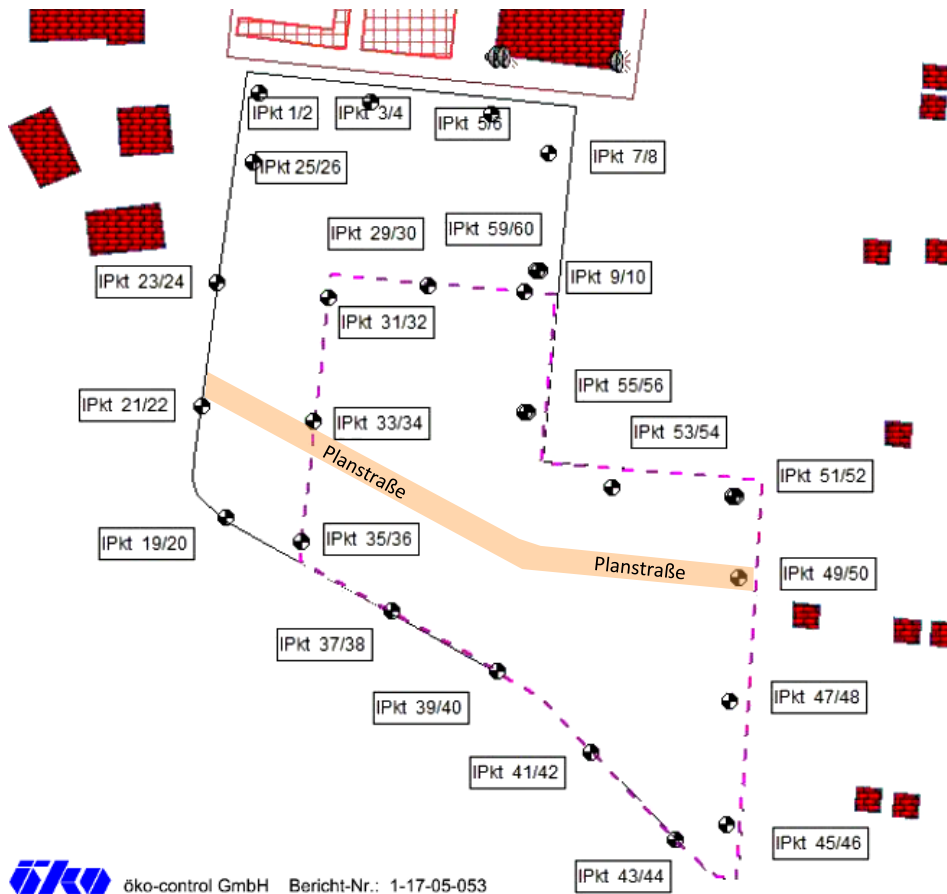 IPkt 1/2
IPkt 3/4
IPkt 5/6
IPkt 7/8
IPkt 25/26
IPkt 29/30
IPkt 59/60
IPkt 23/24
IPkt 9/10
IPkt 31/32
IPkt 21/22
IPkt 33/34
IPkt 55/56
IPkt 53/54
Planstraße
IPkt 51/52
IPkt 19/20
IPkt 35/36
Planstraße
IPkt 49/50
IPkt 37/38
IPkt 39/40
IPkt 47/48
IPkt 41/42
IPkt 45/46
IPkt 43/44
öko öko-control GmbH Bericht-Nr.: 1-17-05-053